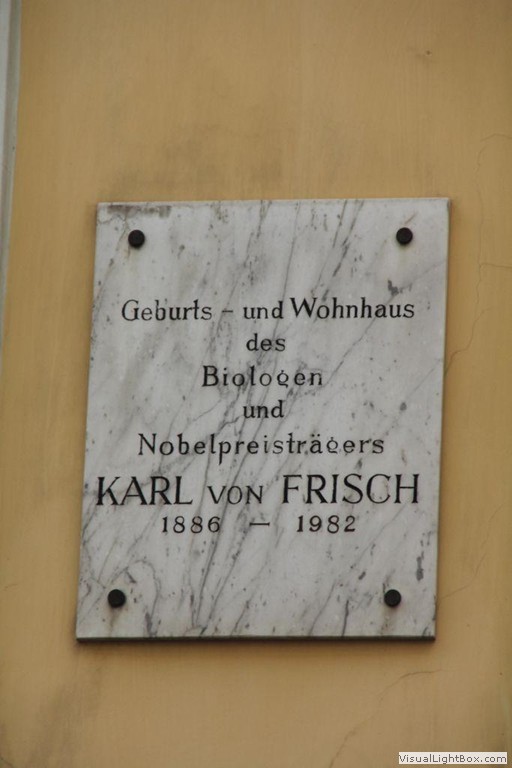 Geburts - und Wohnhaus
des
Biologen
und
Nobelpreisträgers
KARL VON FRISCH
1886 — 1982
VisualLightBox.com